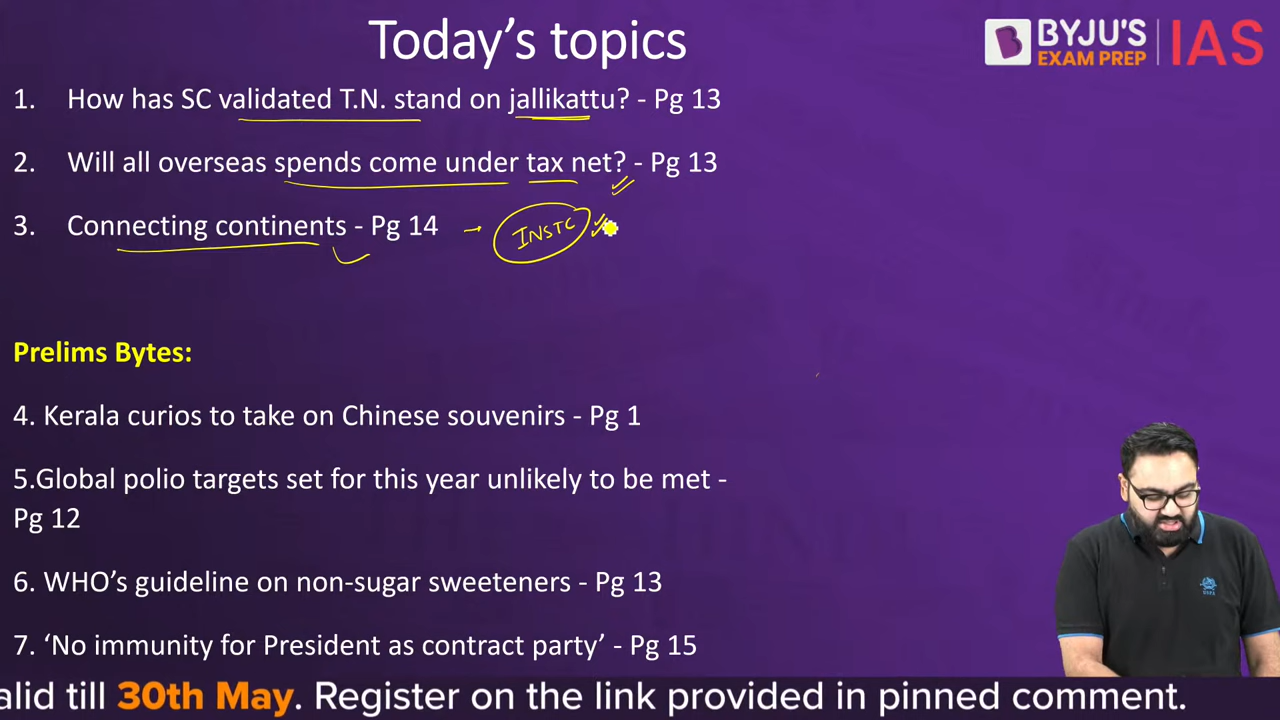 Today's topics
BYJU'S
EXAM PREP
IAS
1. How has SC validated T.N. stand on jallikattu? - Pg 13
2. Will all overseas spends come under tax net? - Pg 13
3. Connecting continents - Pg 14
INSTC
Prelims Bytes:
4. Kerala curios to take on Chinese souvenirs - Pg 1
5.Global polio targets set for this year unlikely to be met -
Pg 12
6. WHO's guideline on non-sugar sweeteners - Pg 13
7. ‘No immunity for President as contract party’ - Pg 15
alid till 30th May. Register on the link provided in pinned comment.